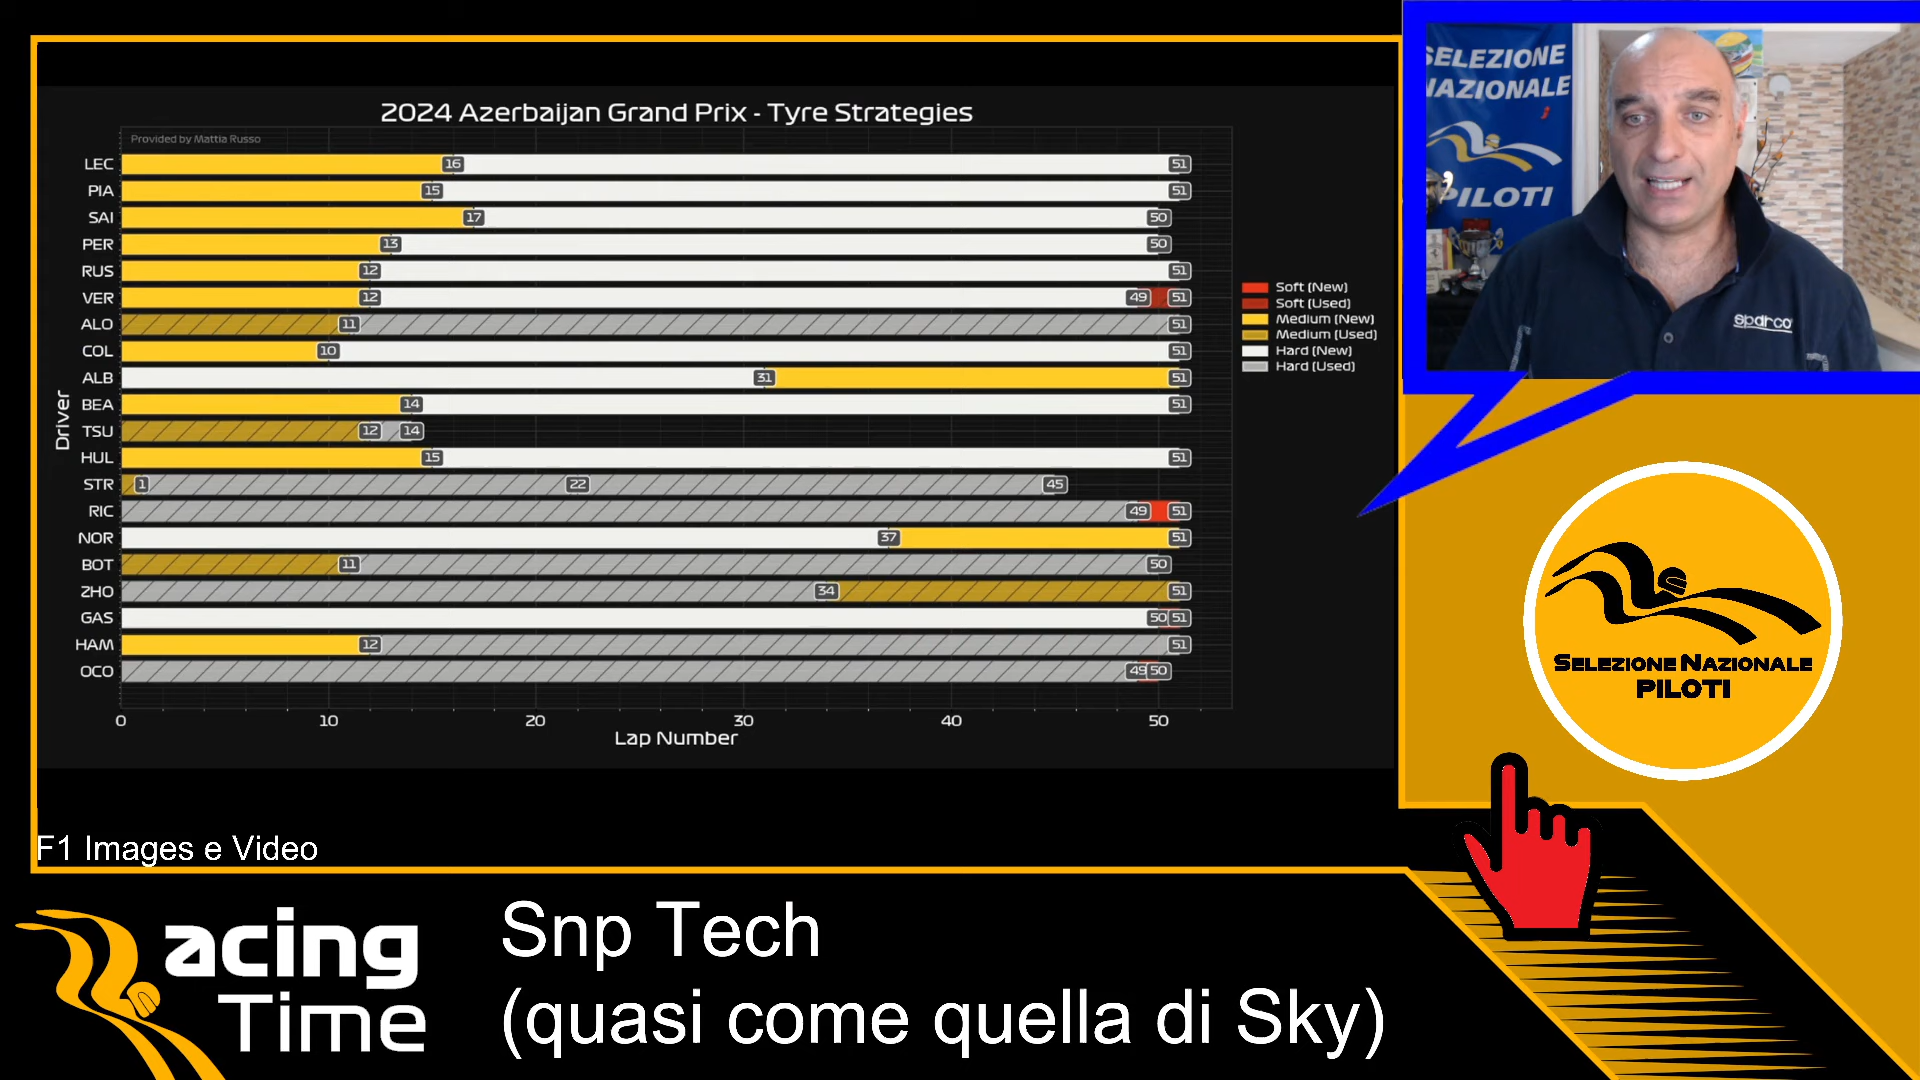 2024 Azerbaijan Grand Prix - Tyre Strategies
Provided by Mattia Russo
LEC 16 51
PIA 15 51
SAI 17 50
PER 13 50
RUS 12 51
VER 12 49 51
ALO 11 51
COL 10 51
ALB 31 51
BEA 14 51
TSU 12 14
HUL 15 51
STR 1 22 45
RIC 49 51
NOR 37 51
BOT 11 50
ZHO 34 51
GAS 50 51
HAM 12 51
OCO 49 50
Driver
0 10 20 30 40 50
Lap Number
Soft (New)
Soft (Used)
Medium (New)
Medium (Used)
Hard (New)
Hard (Used)
SELEZIONE
NAZIONALE
PILOTI
sparco
SELEZIONE NAZIONALE
PILOTI
F1 Images e Video
acing
Time
Snp Tech
(quasi come quella di Sky)